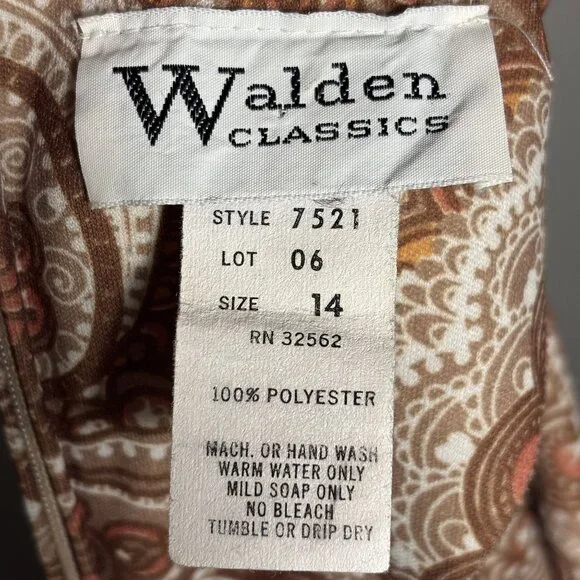 Walden
CLASSICS
STYLE 7521
LOT 06
SIZE 14
RN 32562
100% POLYESTER
MACH. OR HAND WASH
WARM WATER ONLY
MILD SOAP ONLY
NO BLEACH
TUMBLE OR DRIP DRY